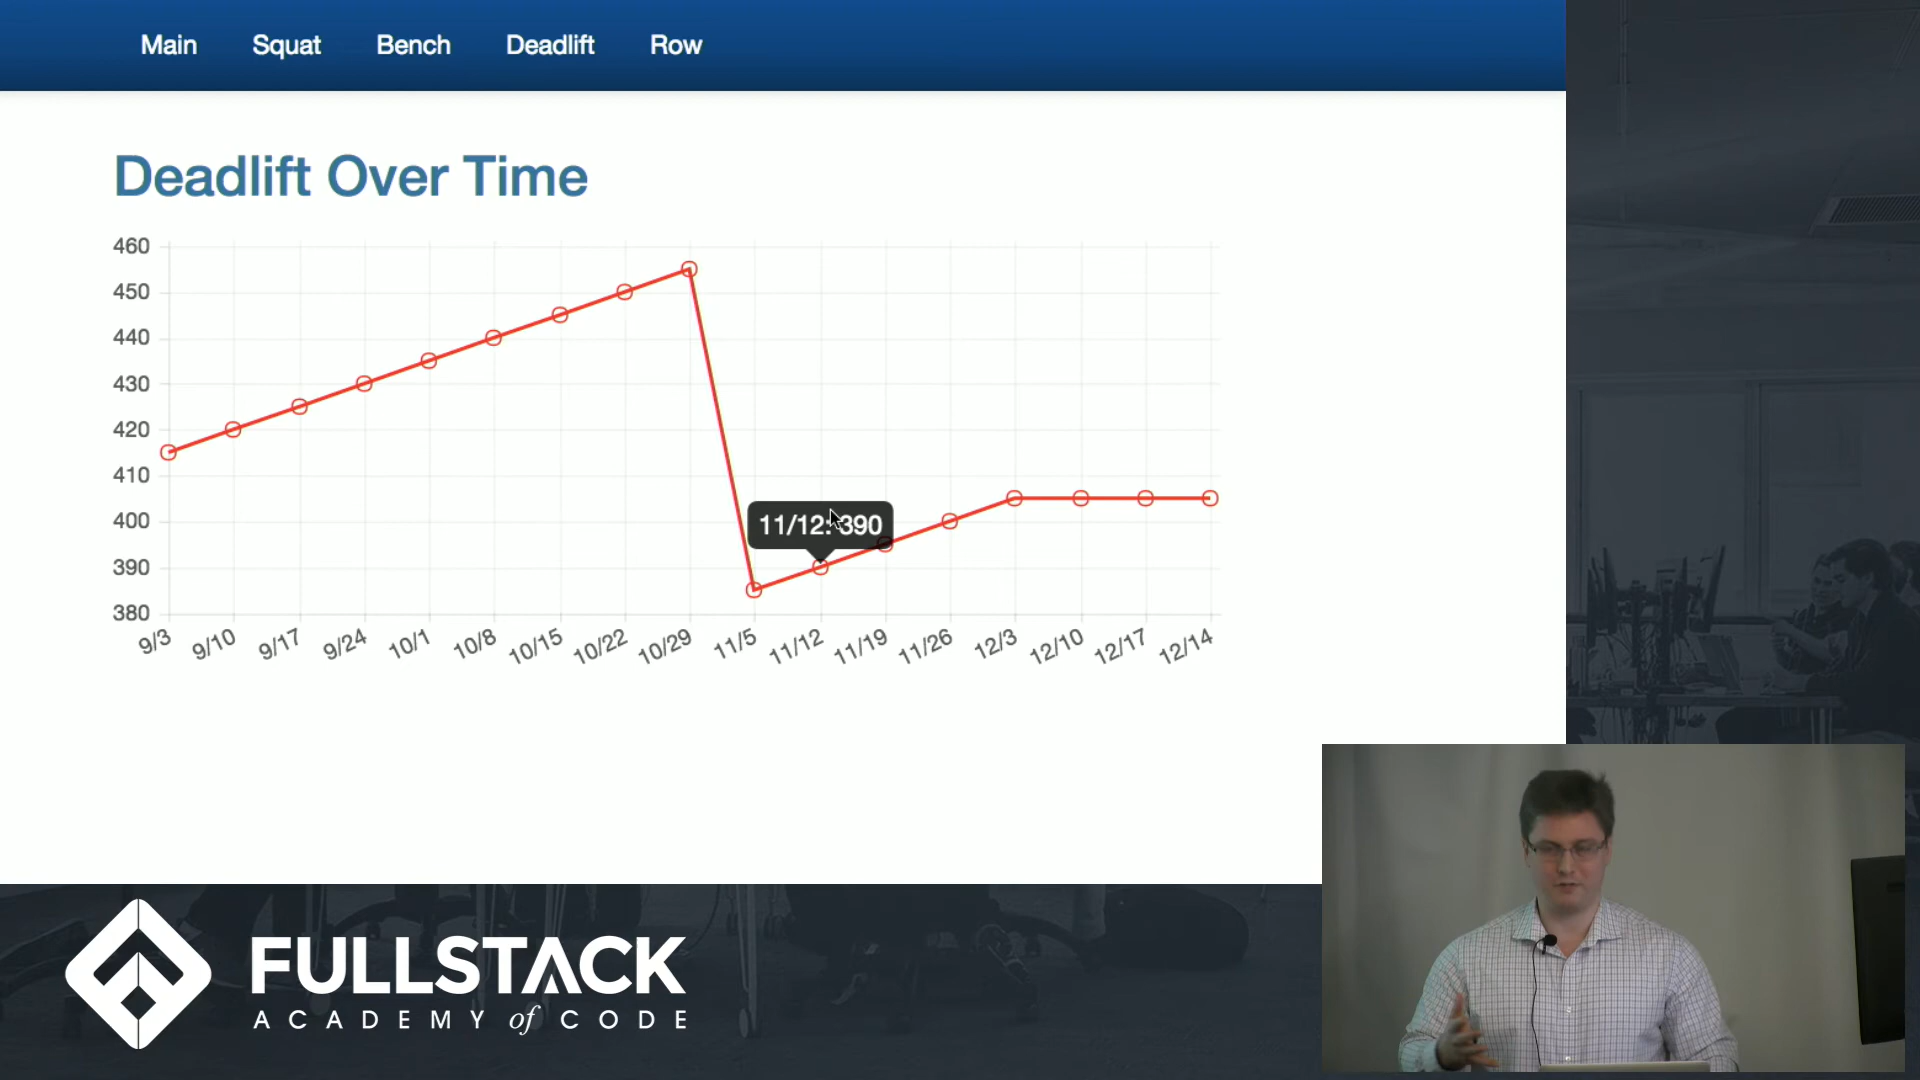 Main Squat Bench Deadlift Row
Deadlift Over Time
460
450
440
430
420
410
400
390
380
11/12: 390
9/3 9/10 9/17 9/24 10/1 10/8 10/15 10/22 10/29 11/5 11/12 11/19 11/26 12/3 12/10 12/17 12/14
FULLSTACK
ACADEMY of CODE